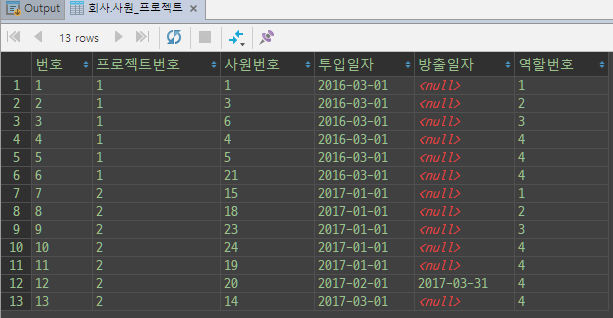 Output 회사.사원_프로젝트
13 rows
번호 프로젝트번호 사원번호 투입일자 방출일자 역할번호
1 1 1 1 2016-03-01 <null> 1
2 2 1 3 2016-03-01 <null> 2
3 3 1 6 2016-03-01 <null> 3
4 4 1 4 2016-03-01 <null> 4
5 5 1 5 2016-03-01 <null> 4
6 6 1 21 2016-03-01 <null> 4
7 7 2 15 2017-01-01 <null> 1
8 8 2 18 2017-01-01 <null> 2
9 9 2 23 2017-01-01 <null> 3
10 10 2 24 2017-01-01 <null> 4
11 11 2 19 2017-01-01 <null> 4
12 12 2 20 2017-02-01 2017-03-31 4
13 13 2 14 2017-03-01 <null> 4